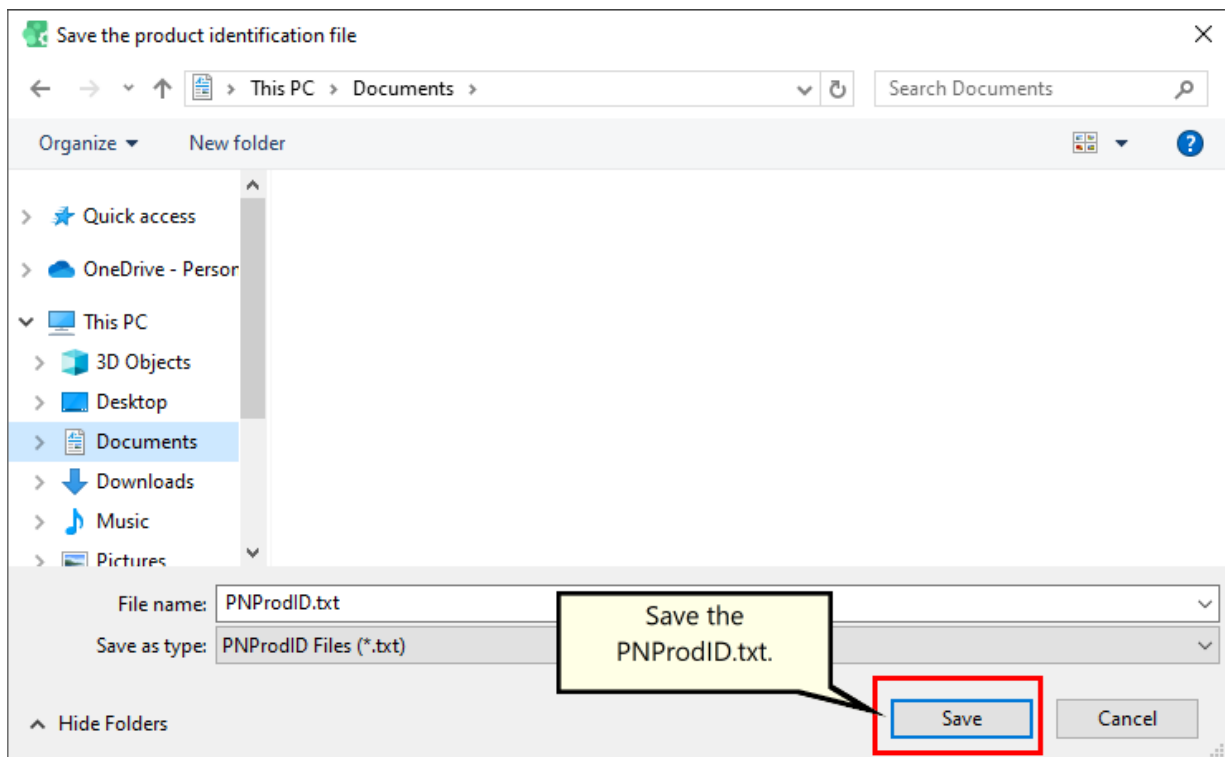 Save the product identification file
This PC > Documents >
Search Documents
Organize
New folder
Quick access
OneDrive - Person
This PC
3D Objects
Desktop
Documents
Downloads
Music
Pictures
File name: PNProdID.txt
Save as type: PNProdID Files (*.txt)
Save the
PNProdID.txt.
Hide Folders
Save
Cancel